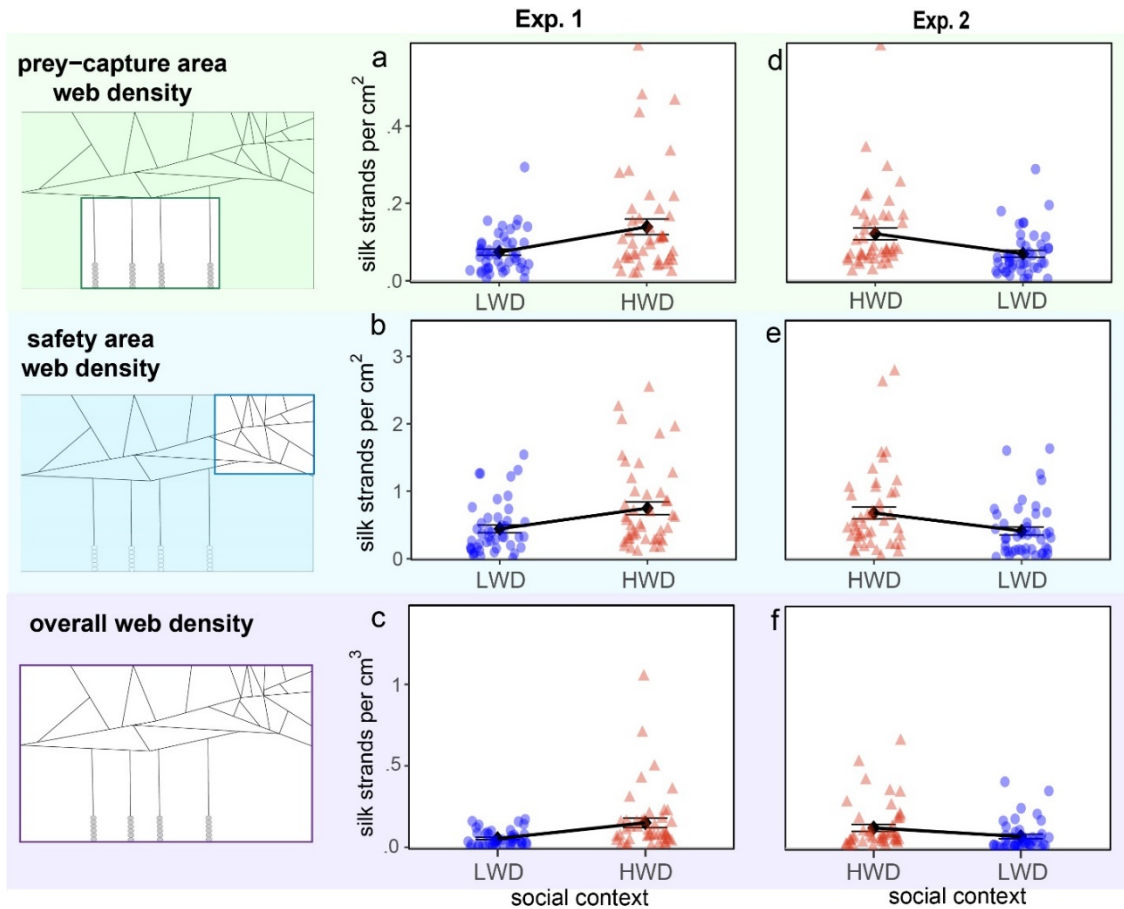 Exp. 1
Exp. 2
prey−capture area
web density
a
silk strands per cm2
.4
.2
.0
LWD
HWD
d
HWD
LWD
safety area
web density
b
silk strands per cm2
3
2
1
0
LWD
HWD
e
HWD
LWD
overall web density
c
silk strands per cm3
1
.5
.0
LWD
HWD
social context
f
HWD
LWD
social context